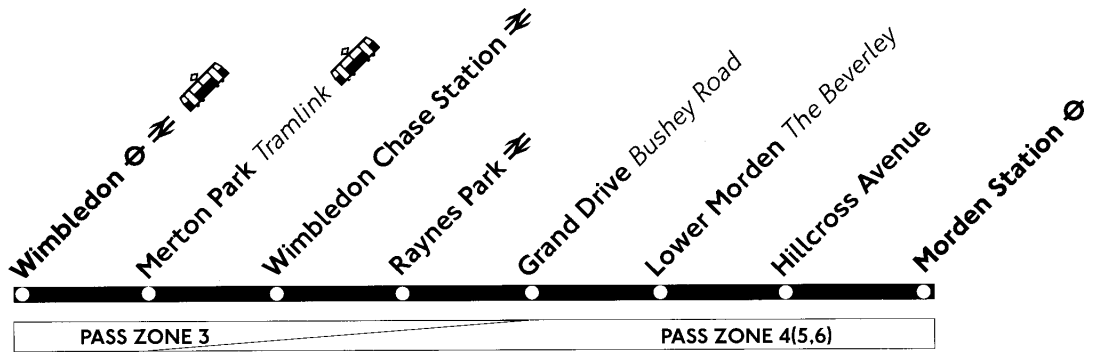 Wimbledon
Merton Park Tramlink
Wimbledon Chase Station
Raynes Park
Grand Drive Bushey Road
Lower Morden The Beverley
Hillcross Avenue
Morden Station
PASS ZONE 3
PASS ZONE 4(5,6)